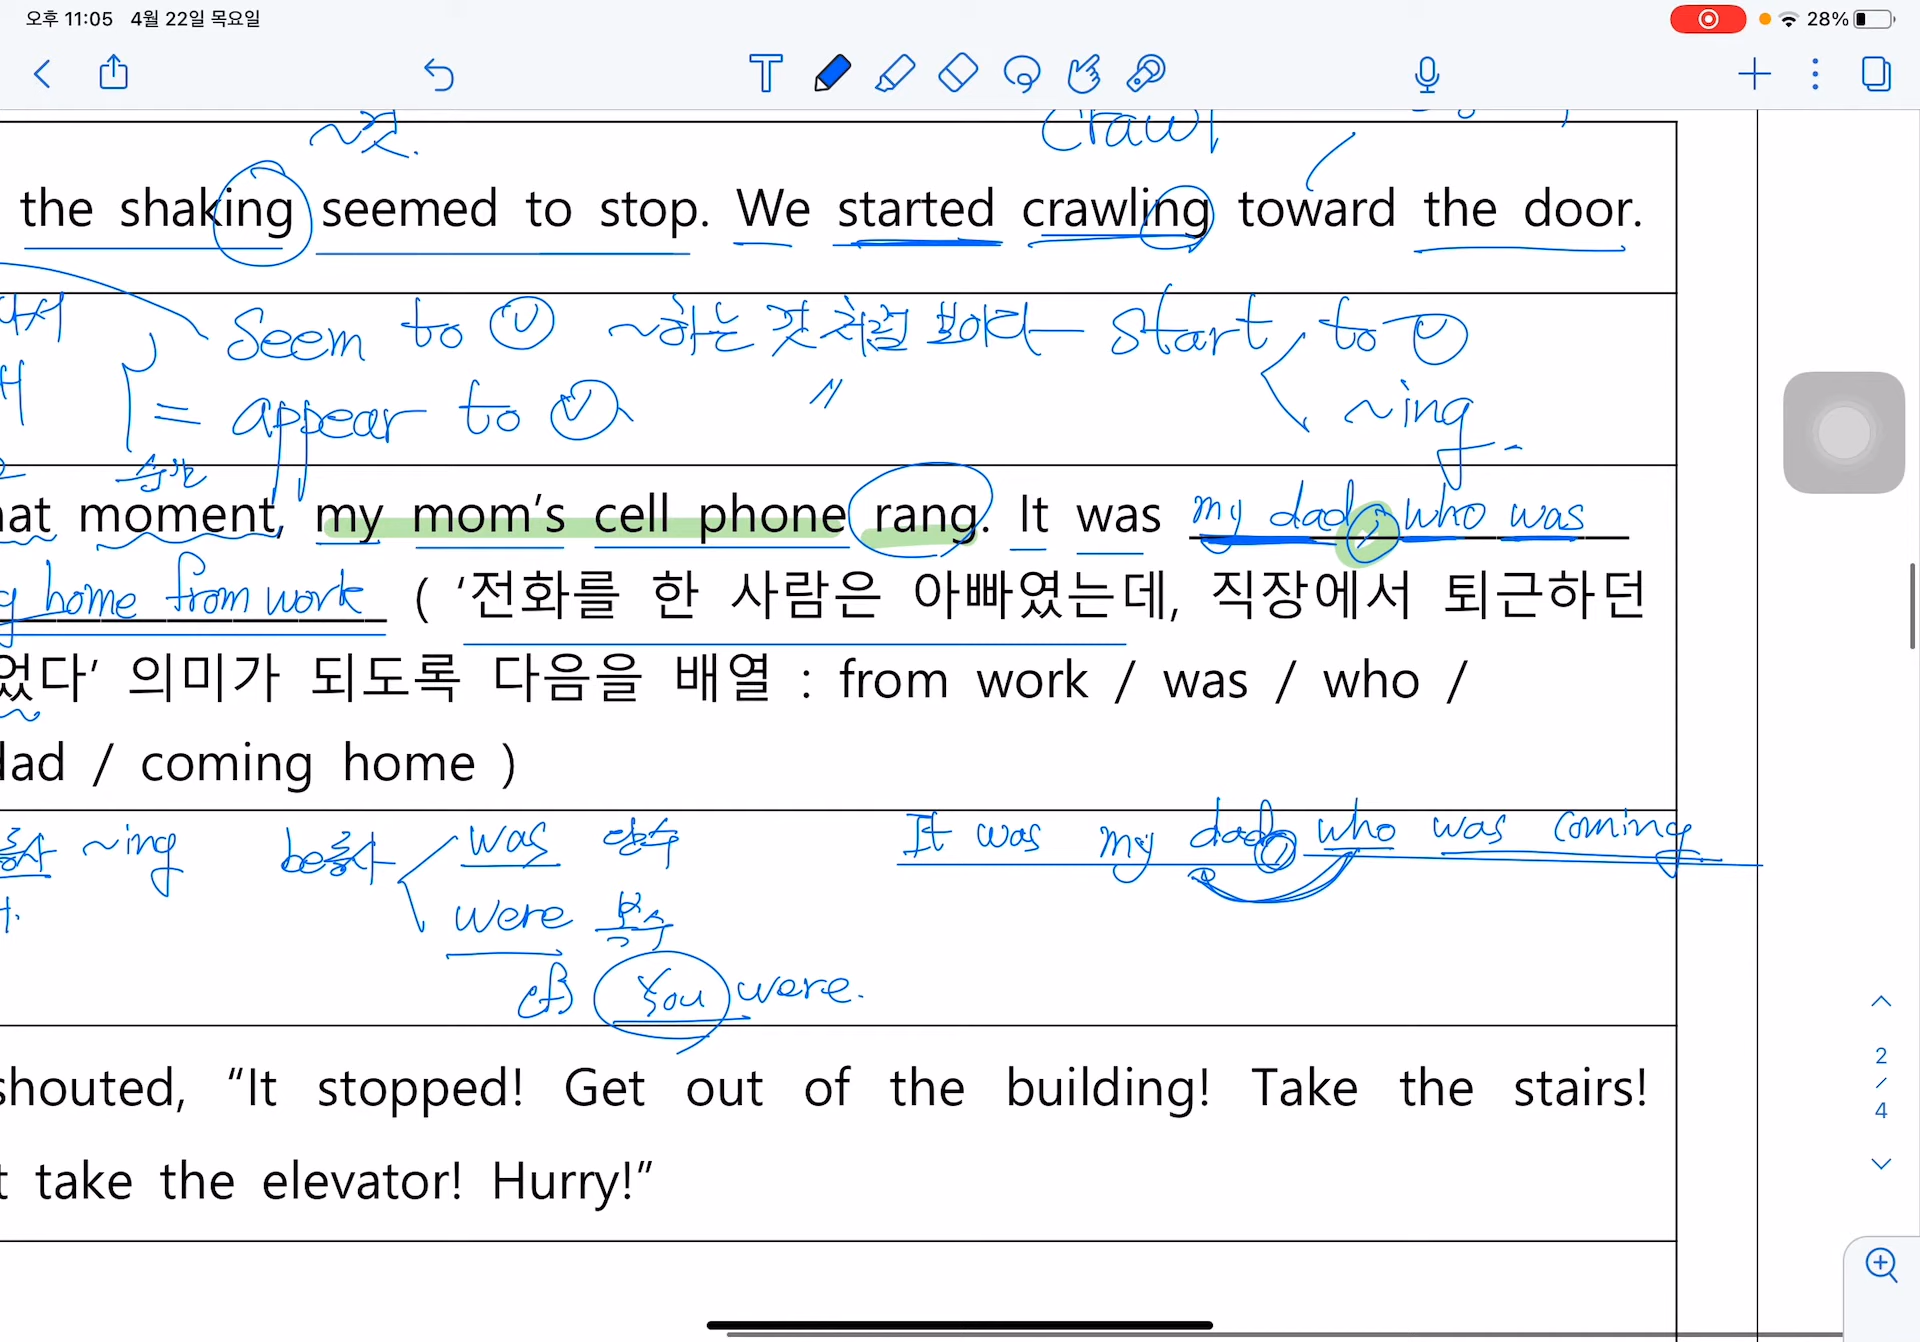 오후 11:05 4월 22일 목요일
28%
T
~것.
crawl
the shaking seemed to stop. We started crawling toward the door.
Seem to ⓥ ~하는 것처럼 보이다 start to ⓥ
= appear to ⓥ 〃 ~ing
순간
at moment, my mom's cell phone rang. It was my dad, who was
g home from work ( '전화를 한 사람은 아빠였는데, 직장에서 퇴근하던
었다' 의미가 되도록 다음을 배열 : from work / was / who /
dad / coming home )
동사 ~ing be동사 was 단수 It was my dad, who was coming
were 복수
cf) you were.
shouted, "It stopped! Get out of the building! Take the stairs!
t take the elevator! Hurry!"
2
/
4